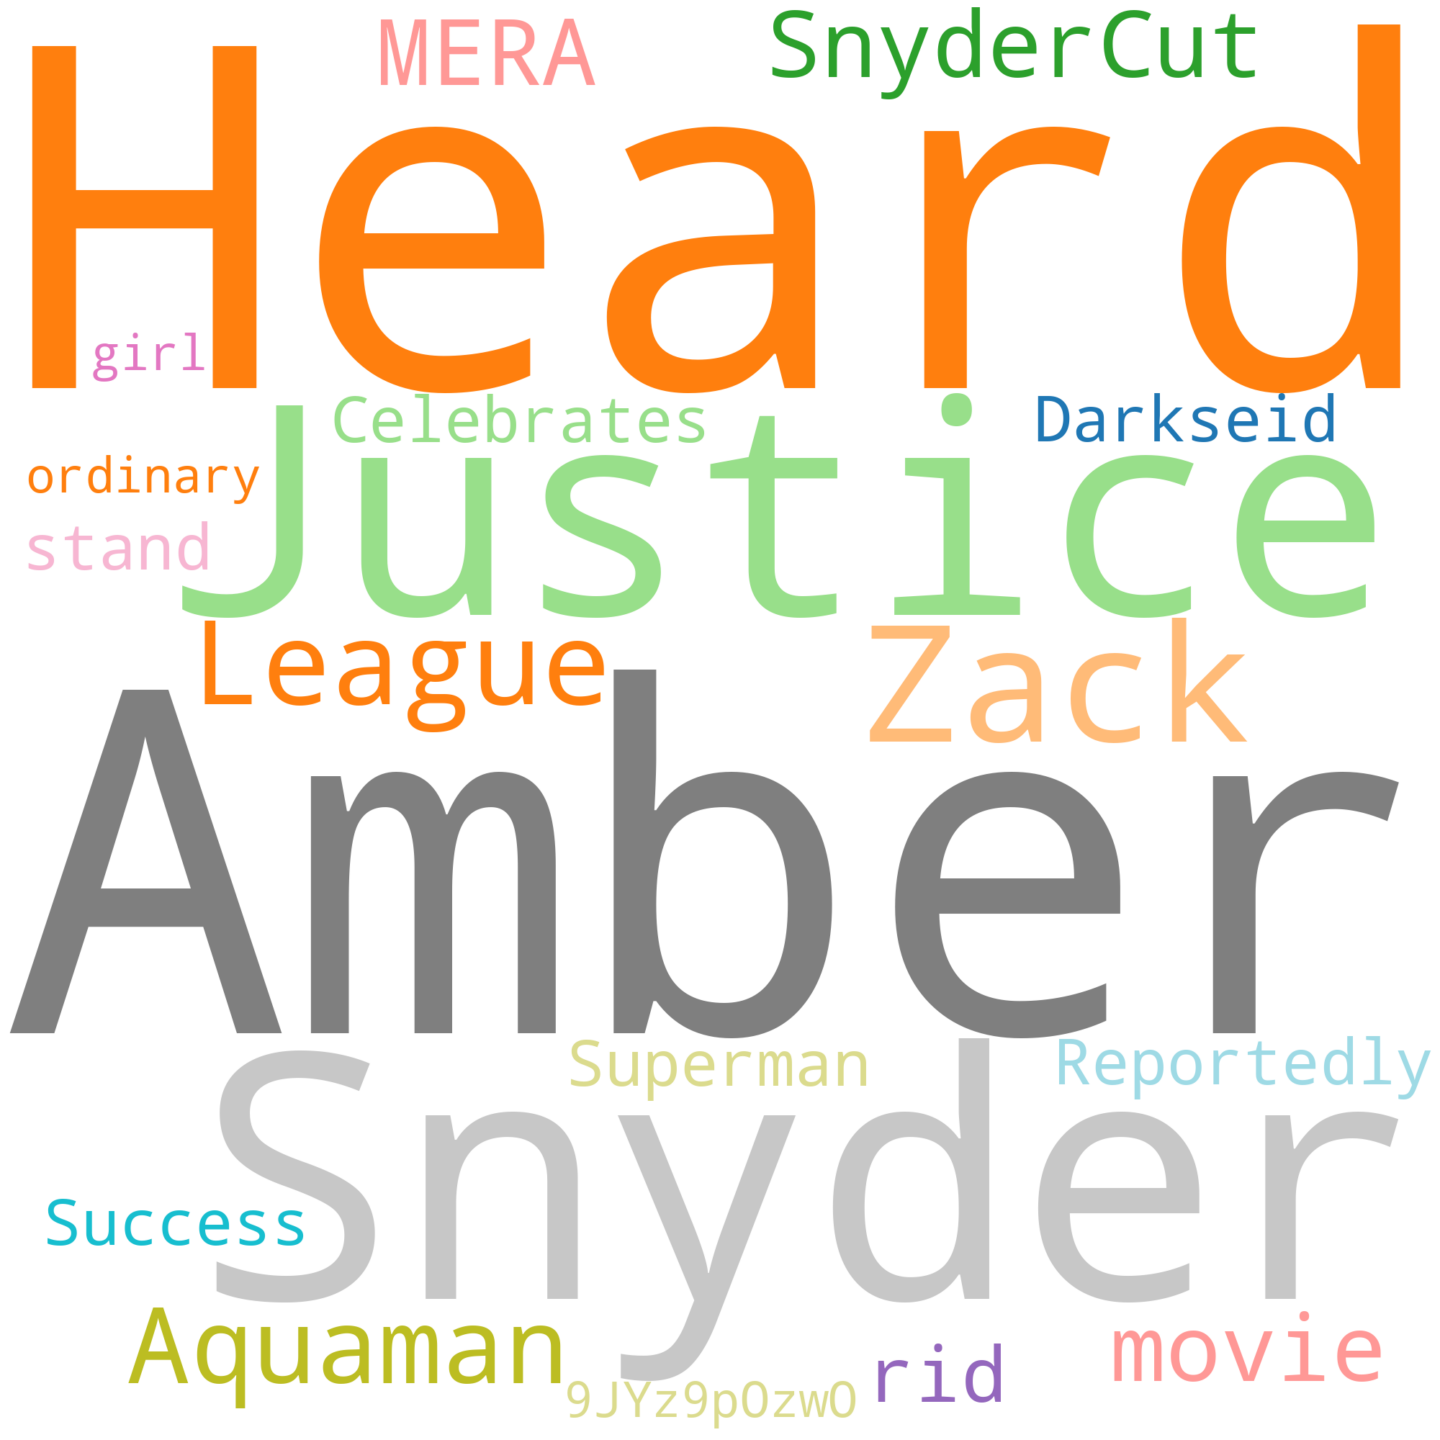 MERA SnyderCut
Heard
girl
Celebrates Darkseid
Justice
ordinary
stand
League Zack
Amber
Superman Reportedly
Snyder
Success
Aquaman movie
rid
9JYz9pOzwO